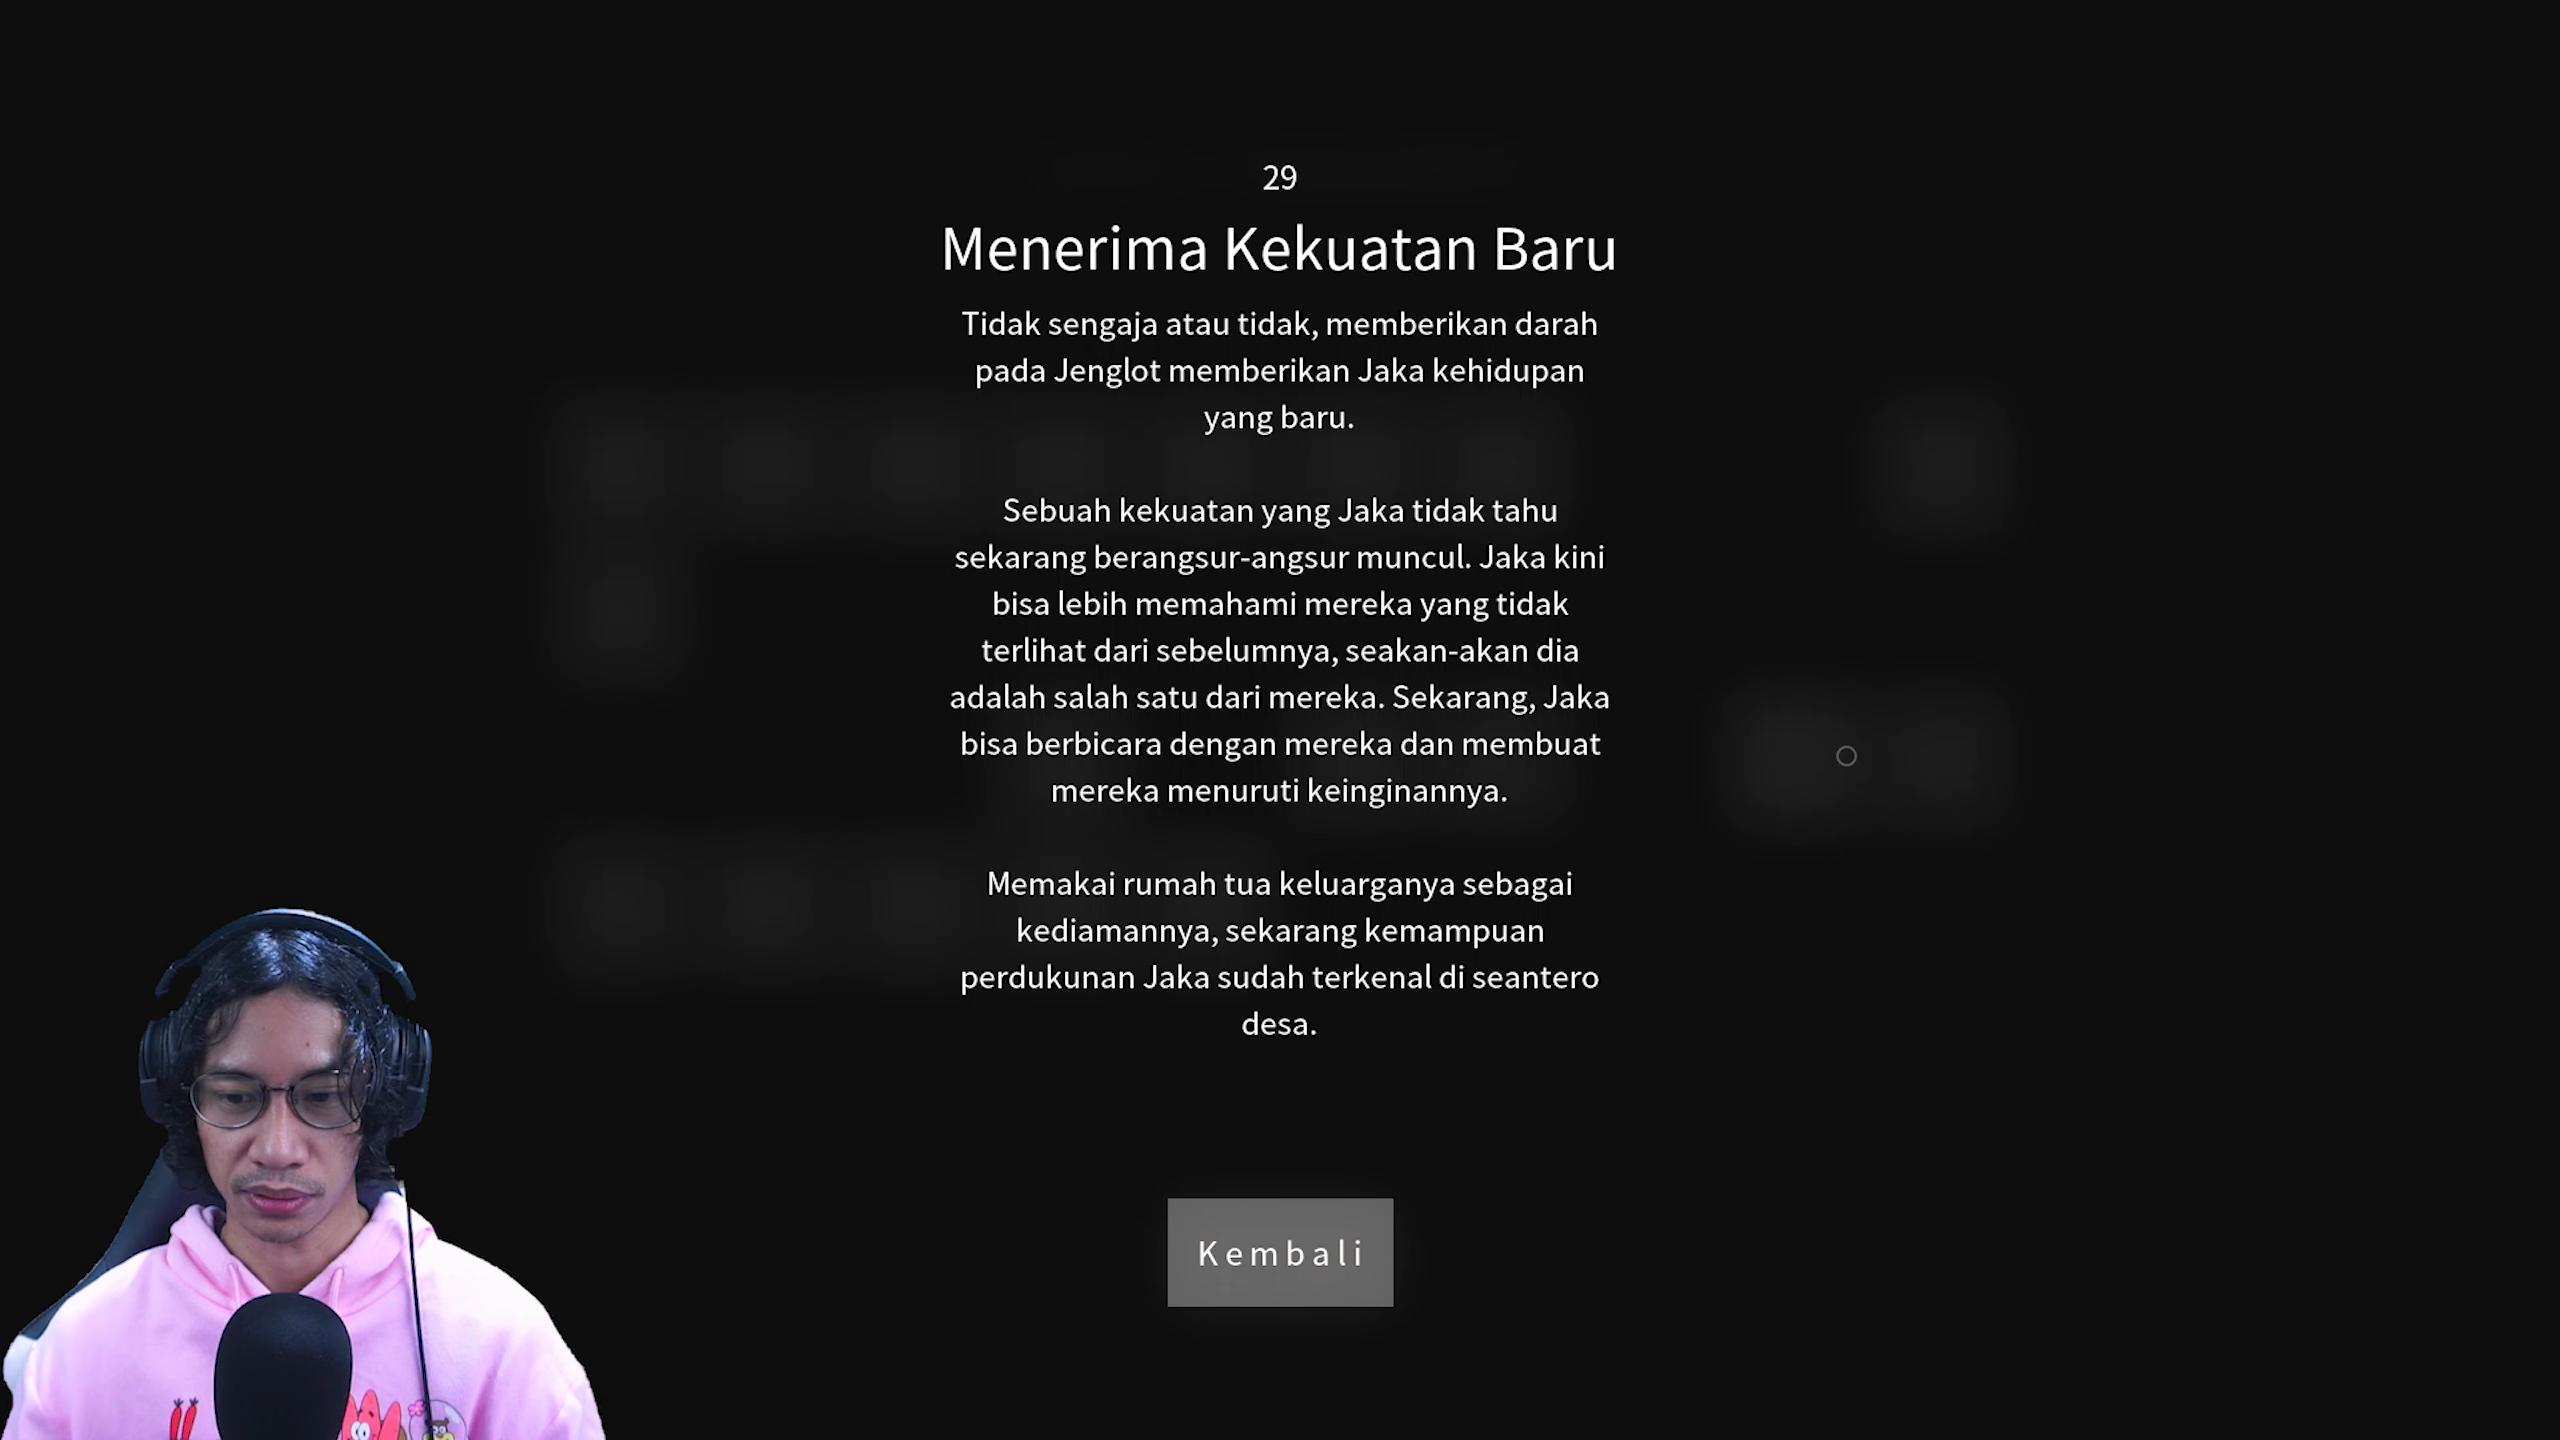 29
Menerima Kekuatan Baru
Tidak sengaja atau tidak, memberikan darah
pada Jenglot memberikan Jaka kehidupan
yang baru.
Sebuah kekuatan yang Jaka tidak tahu
sekarang berangsur-angsur muncul. Jaka kini
bisa lebih memahami mereka yang tidak
terlihat dari sebelumnya, seakan-akan dia
adalah salah satu dari mereka. Sekarang, Jaka
bisa berbicara dengan mereka dan membuat
mereka menuruti keinginannya.
Memakai rumah tua keluarganya sebagai
kediamannya, sekarang kemampuan
perdukunan Jaka sudah terkenal di seantero
desa.
Kembali